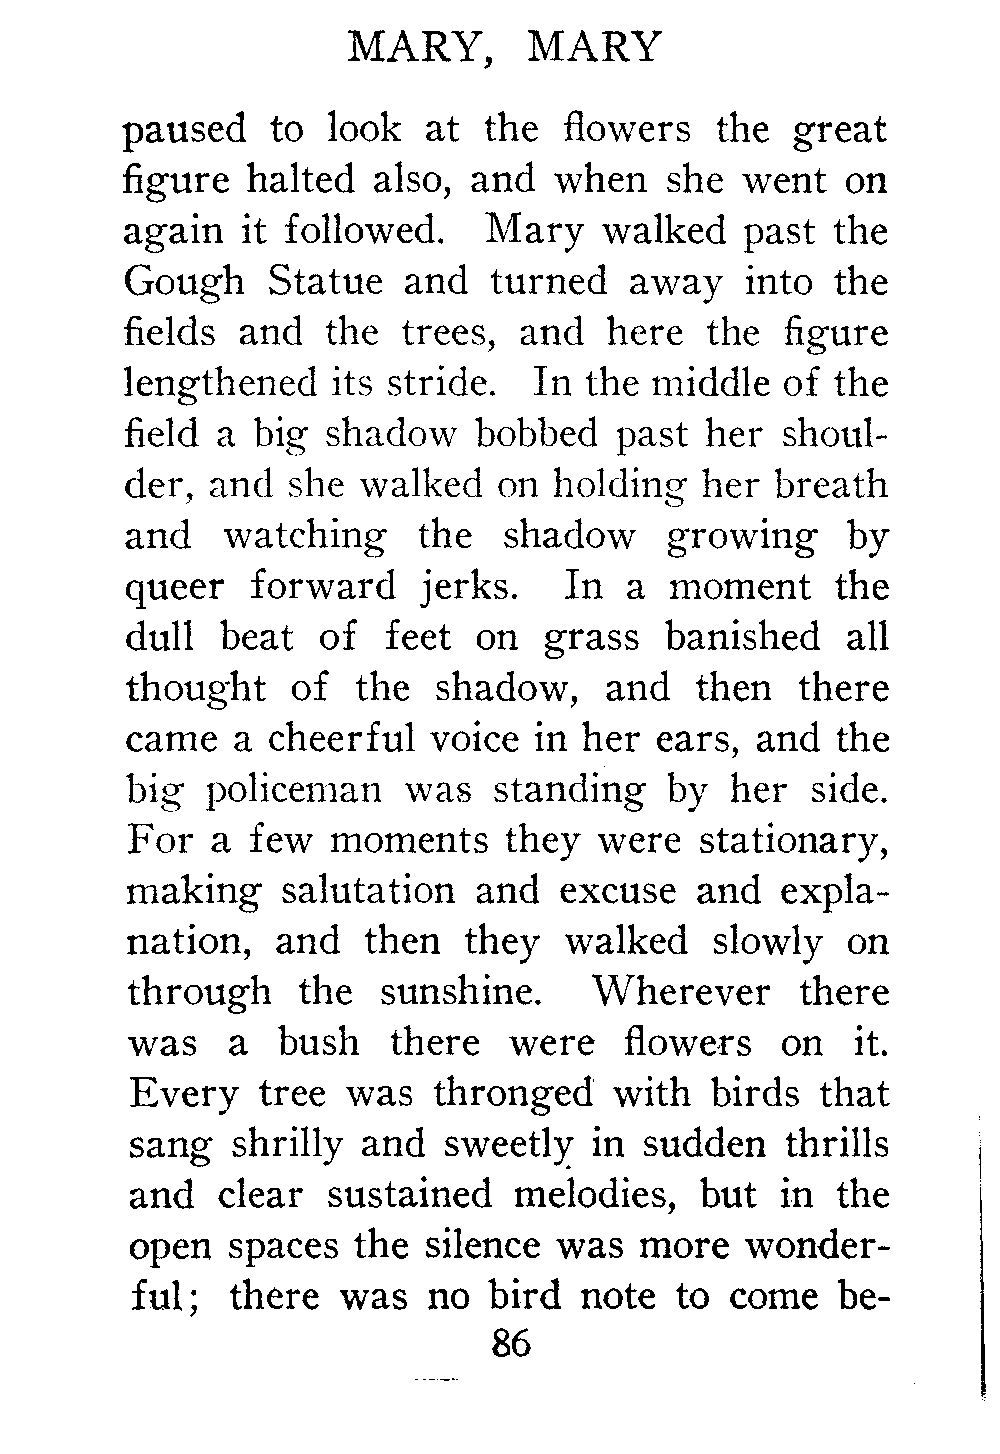 MARY, MARY
paused to look at the flowers the great
figure halted also, and when she went on
again it followed. Mary walked past the
Gough Statue and turned away into the
fields and the trees, and here the figure
lengthened its stride. In the middle of the
field a big shadow bobbed past her shoul-
der, and she walked on holding her breath
and watching the shadow growing by
queer forward jerks. In a moment the
dull beat of feet on grass banished all
thought of the shadow, and then there
came a cheerful voice in her ears, and the
big policeman was standing by her side.
For a few moments they were stationary,
making salutation and excuse and expla-
nation, and then they walked slowly on
through the sunshine. Wherever there
was a bush there were flowers on it.
Every tree was thronged with birds that
sang shrilly and sweetly in sudden thrills
and clear sustained melodies, but in the
open spaces the silence was more wonder-
ful; there was no bird note to come be-
86